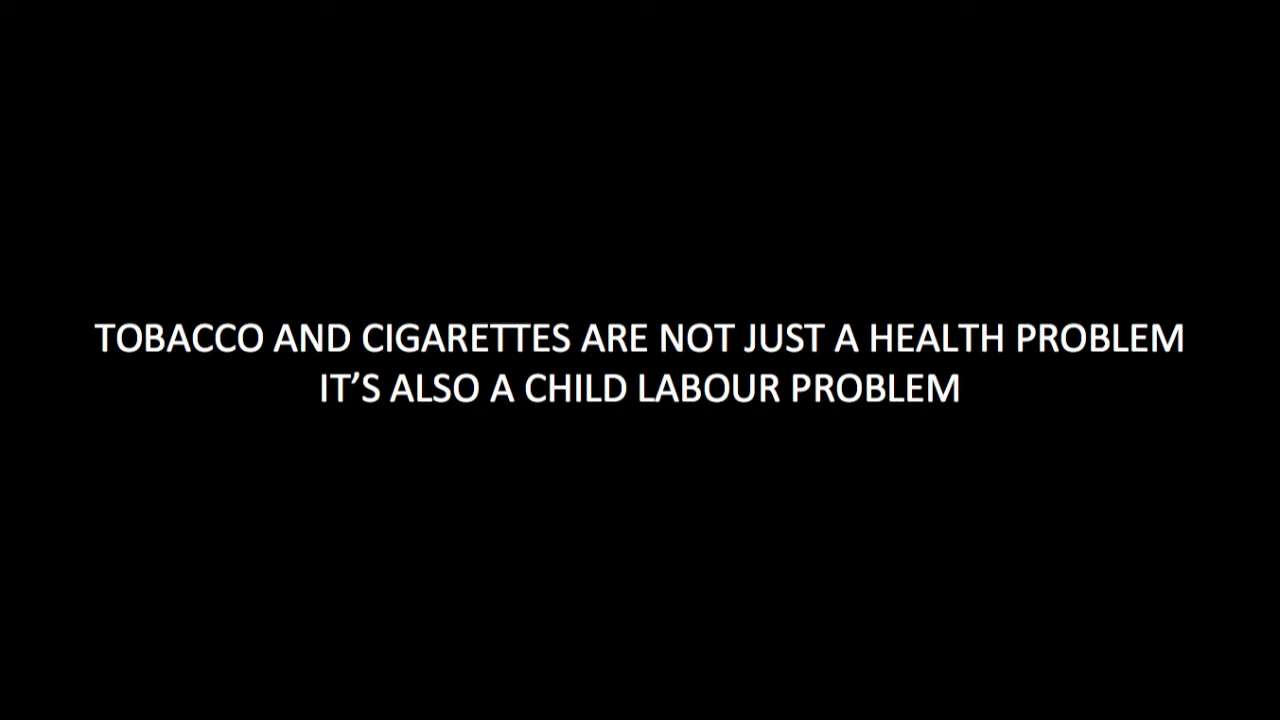 TOBACCO AND CIGARETTES ARE NOT JUST A HEALTH PROBLEM
IT’S ALSO A CHILD LABOUR PROBLEM